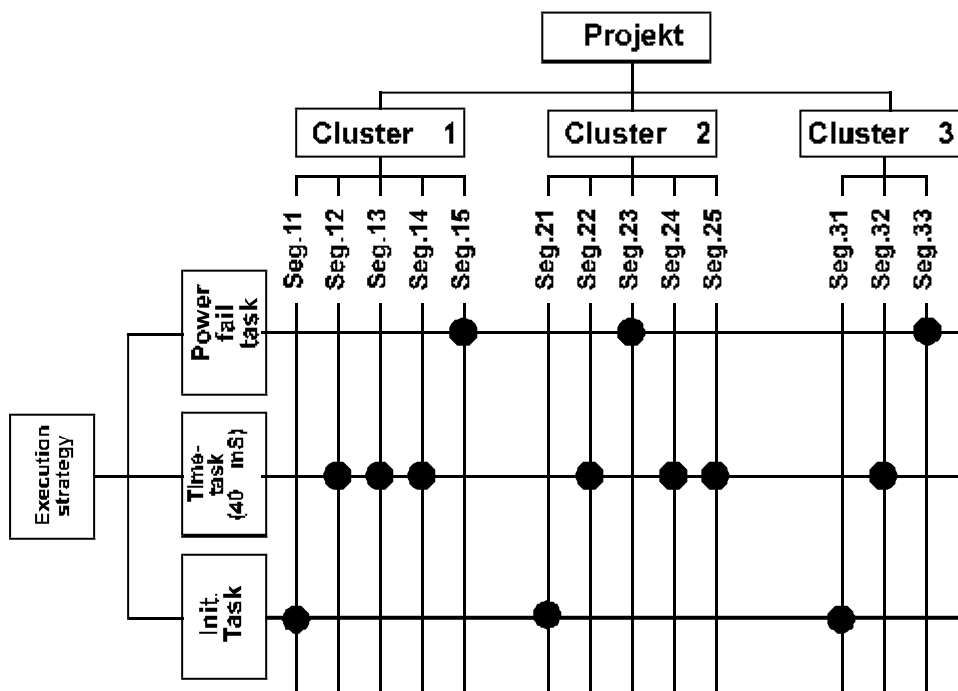 Projekt
Cluster 1
Cluster 2
Cluster 3
Seg.11
Seg.12
Seg.13
Seg.14
Seg.15
Seg.21
Seg.22
Seg.23
Seg.24
Seg.25
Seg.31
Seg.32
Seg.33
Power
fail
task
Execution
strategy
Time-
task
(40 mS)
Init.
Task